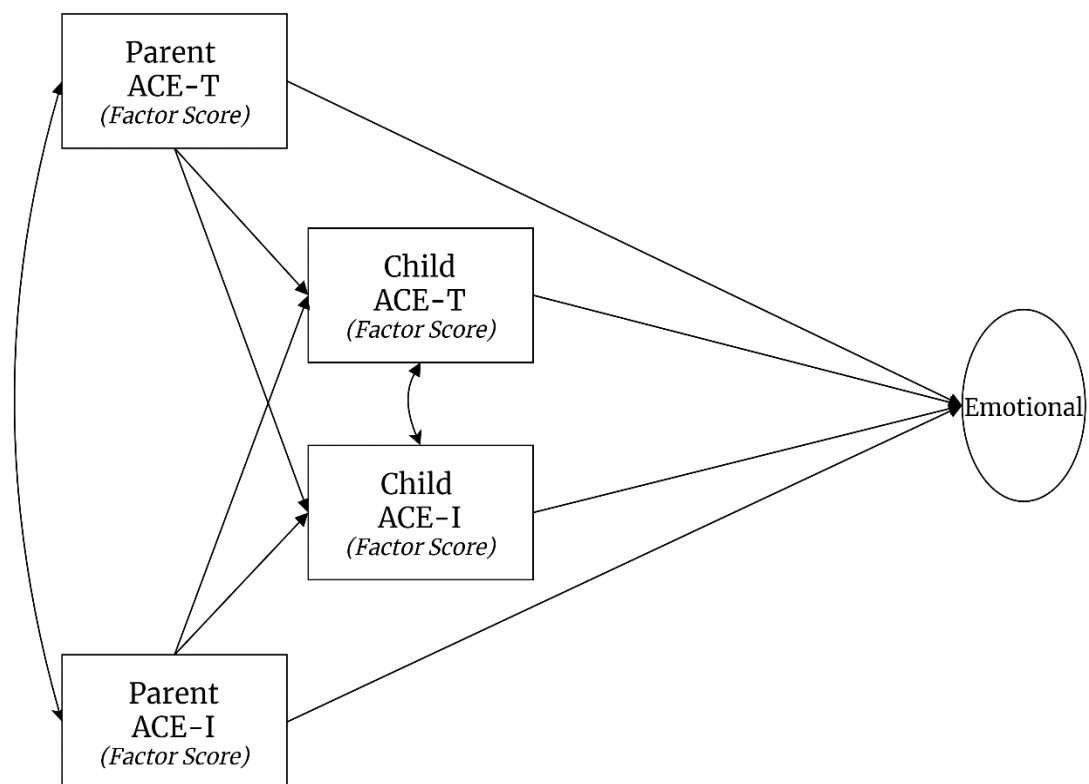 Parent
ACE-T
(Factor Score)
Child
ACE-T
(Factor Score)
Emotional
Child
ACE-I
(Factor Score)
Parent
ACE-I
(Factor Score)